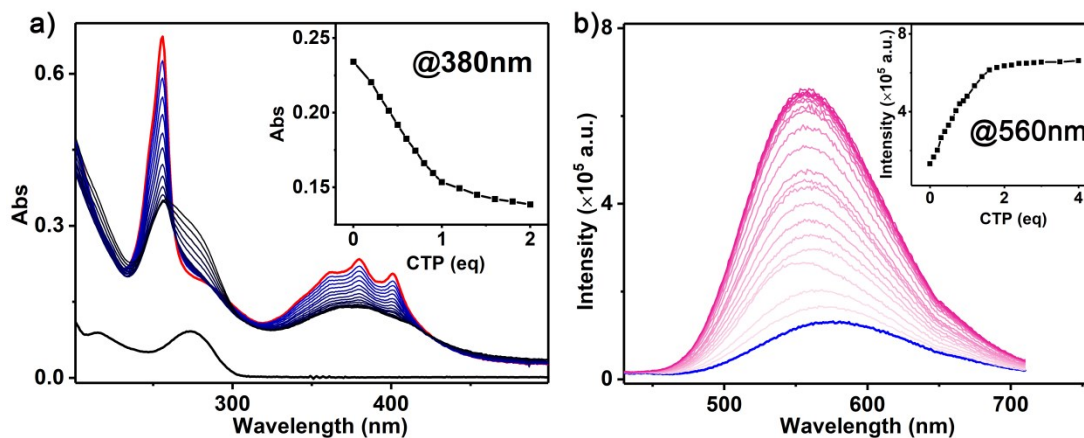 a)
0.6
0.3
0.0
Abs
300
400
Wavelength (nm)
@380nm
0.25
0.20
0.15
Abs
0
1
2
CTP (eq)
b)
8
4
0
Intensity (×10⁵ a.u.)
500
600
700
Wavelength (nm)
@560nm
8
4
0
Intensity (×10⁵ a.u.)
0
2
4
CTP (eq)